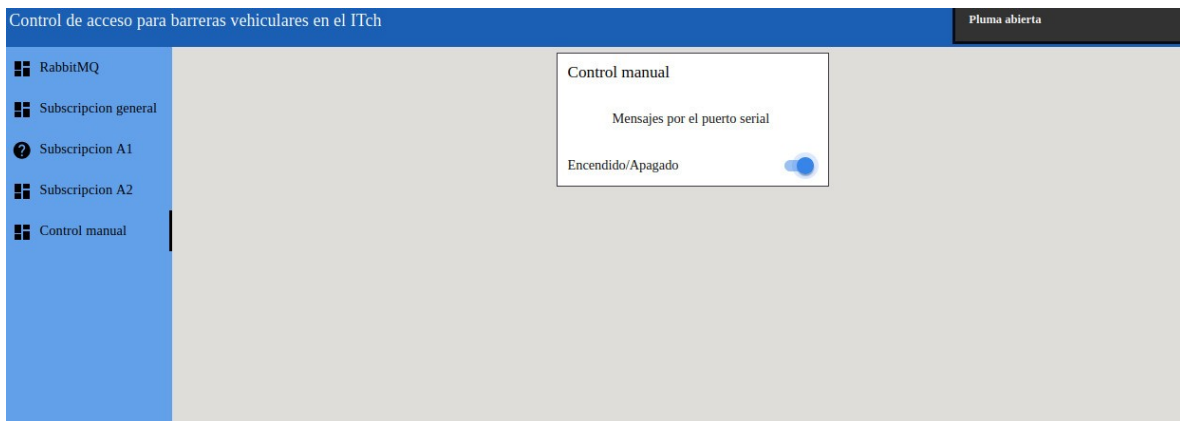 Control de acceso para barreras vehiculares en el ITch
Pluma abierta
RabbitMQ
Subscripcion general
Subscripcion A1
Subscripcion A2
Control manual
Control manual
Mensajes por el puerto serial
Encendido/Apagado